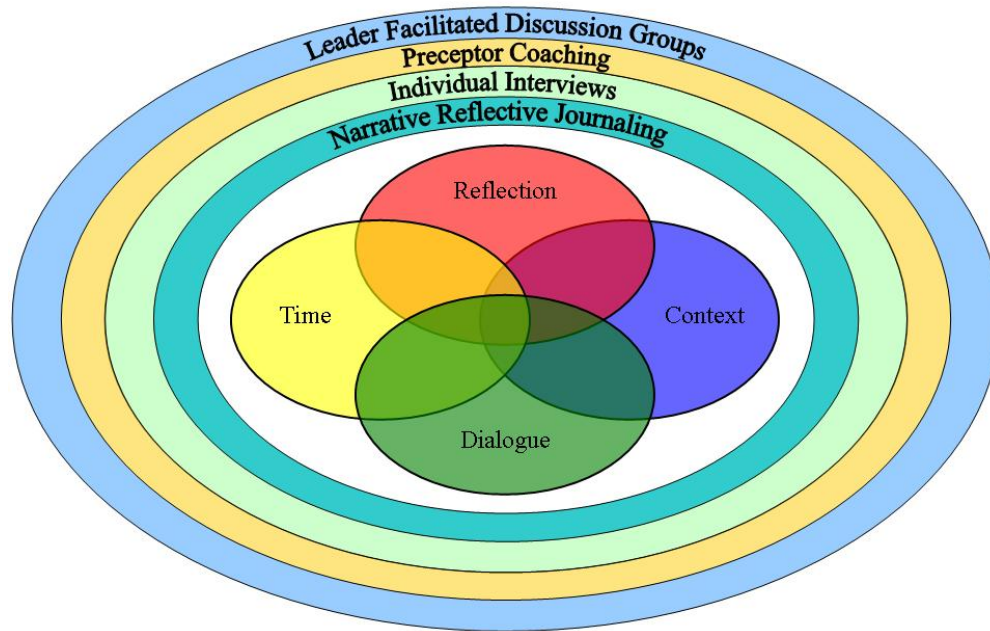 Leader Facilitated Discussion Groups
Preceptor Coaching
Individual Interviews
Narrative Reflective Journaling
Reflection
Time
Context
Dialogue